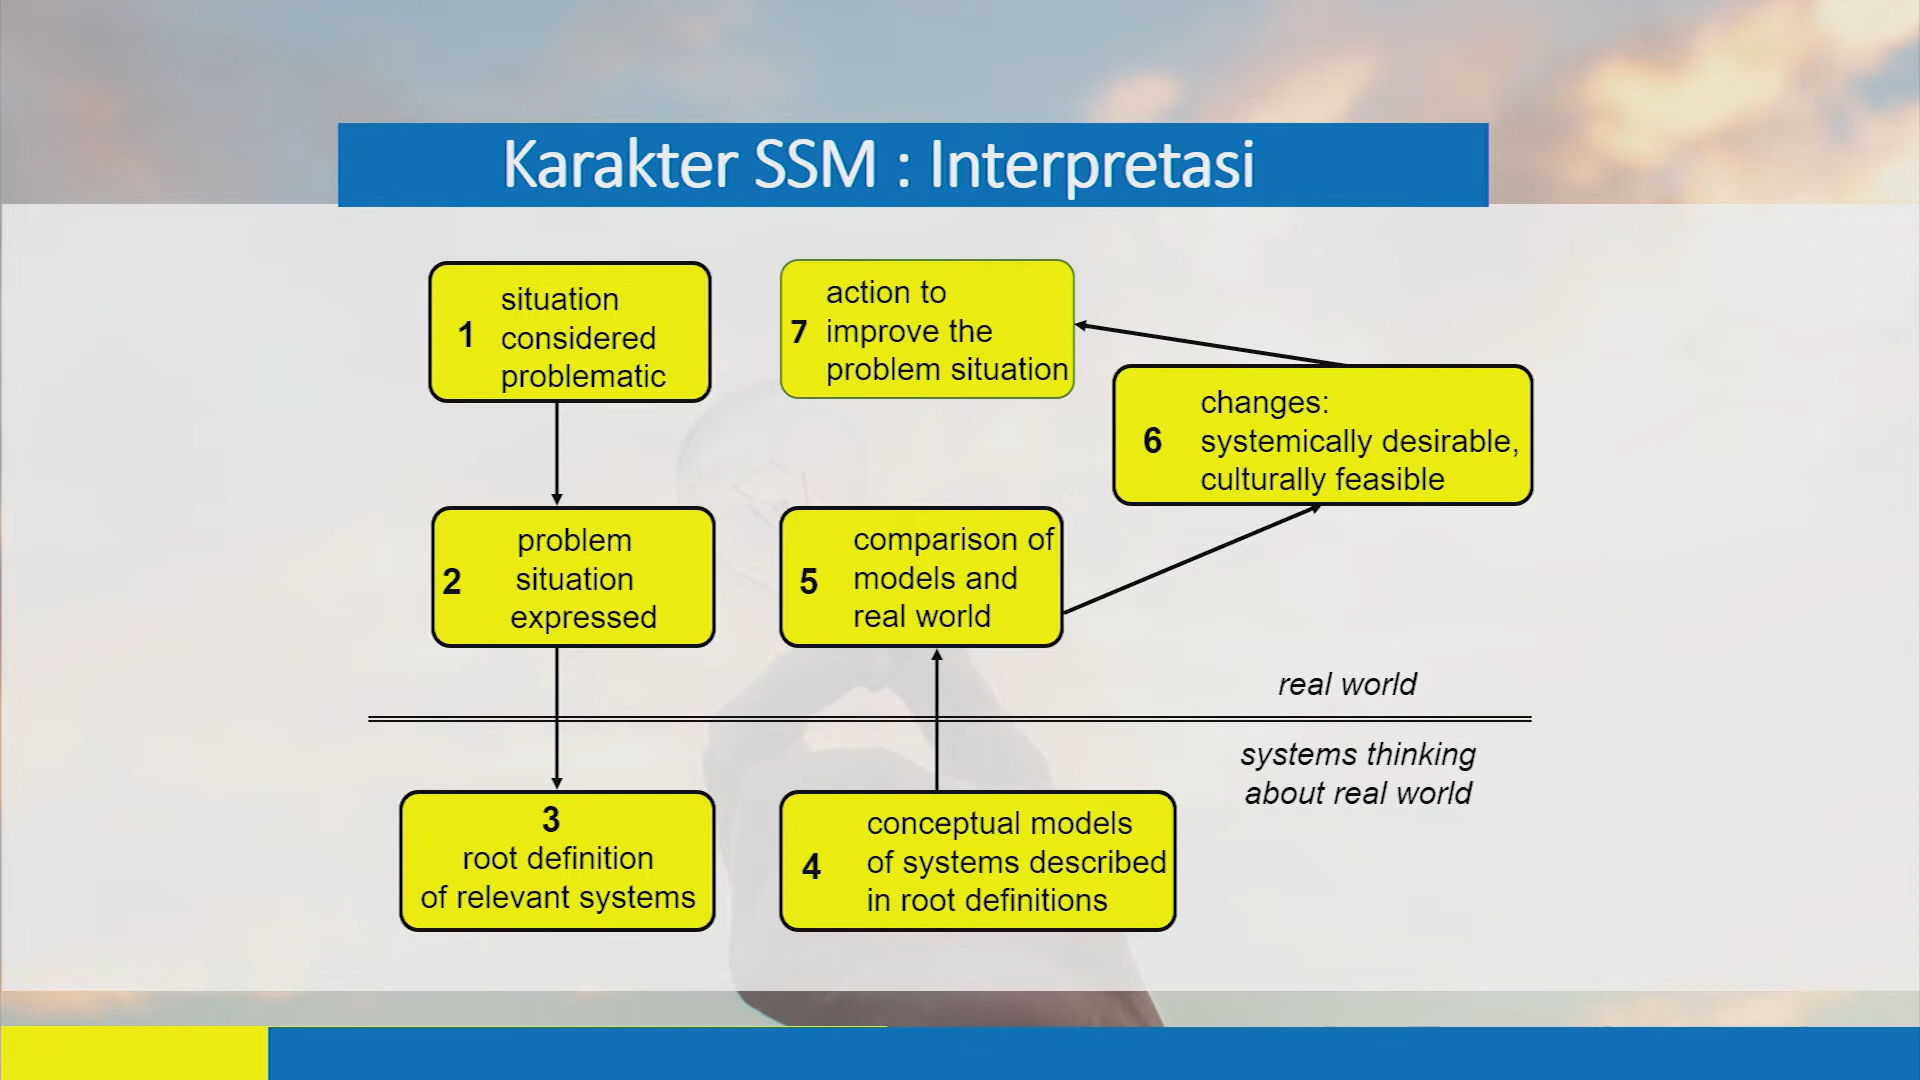 Karakter SSM : Interpretasi
1
situation
considered
problematic
7
action to
improve the
problem situation
6
changes:
systemically desirable,
culturally feasible
2
problem
situation
expressed
5
comparison of
models and
real world
real world
systems thinking
about real world
3
root definition
of relevant systems
4
conceptual models
of systems described
in root definitions